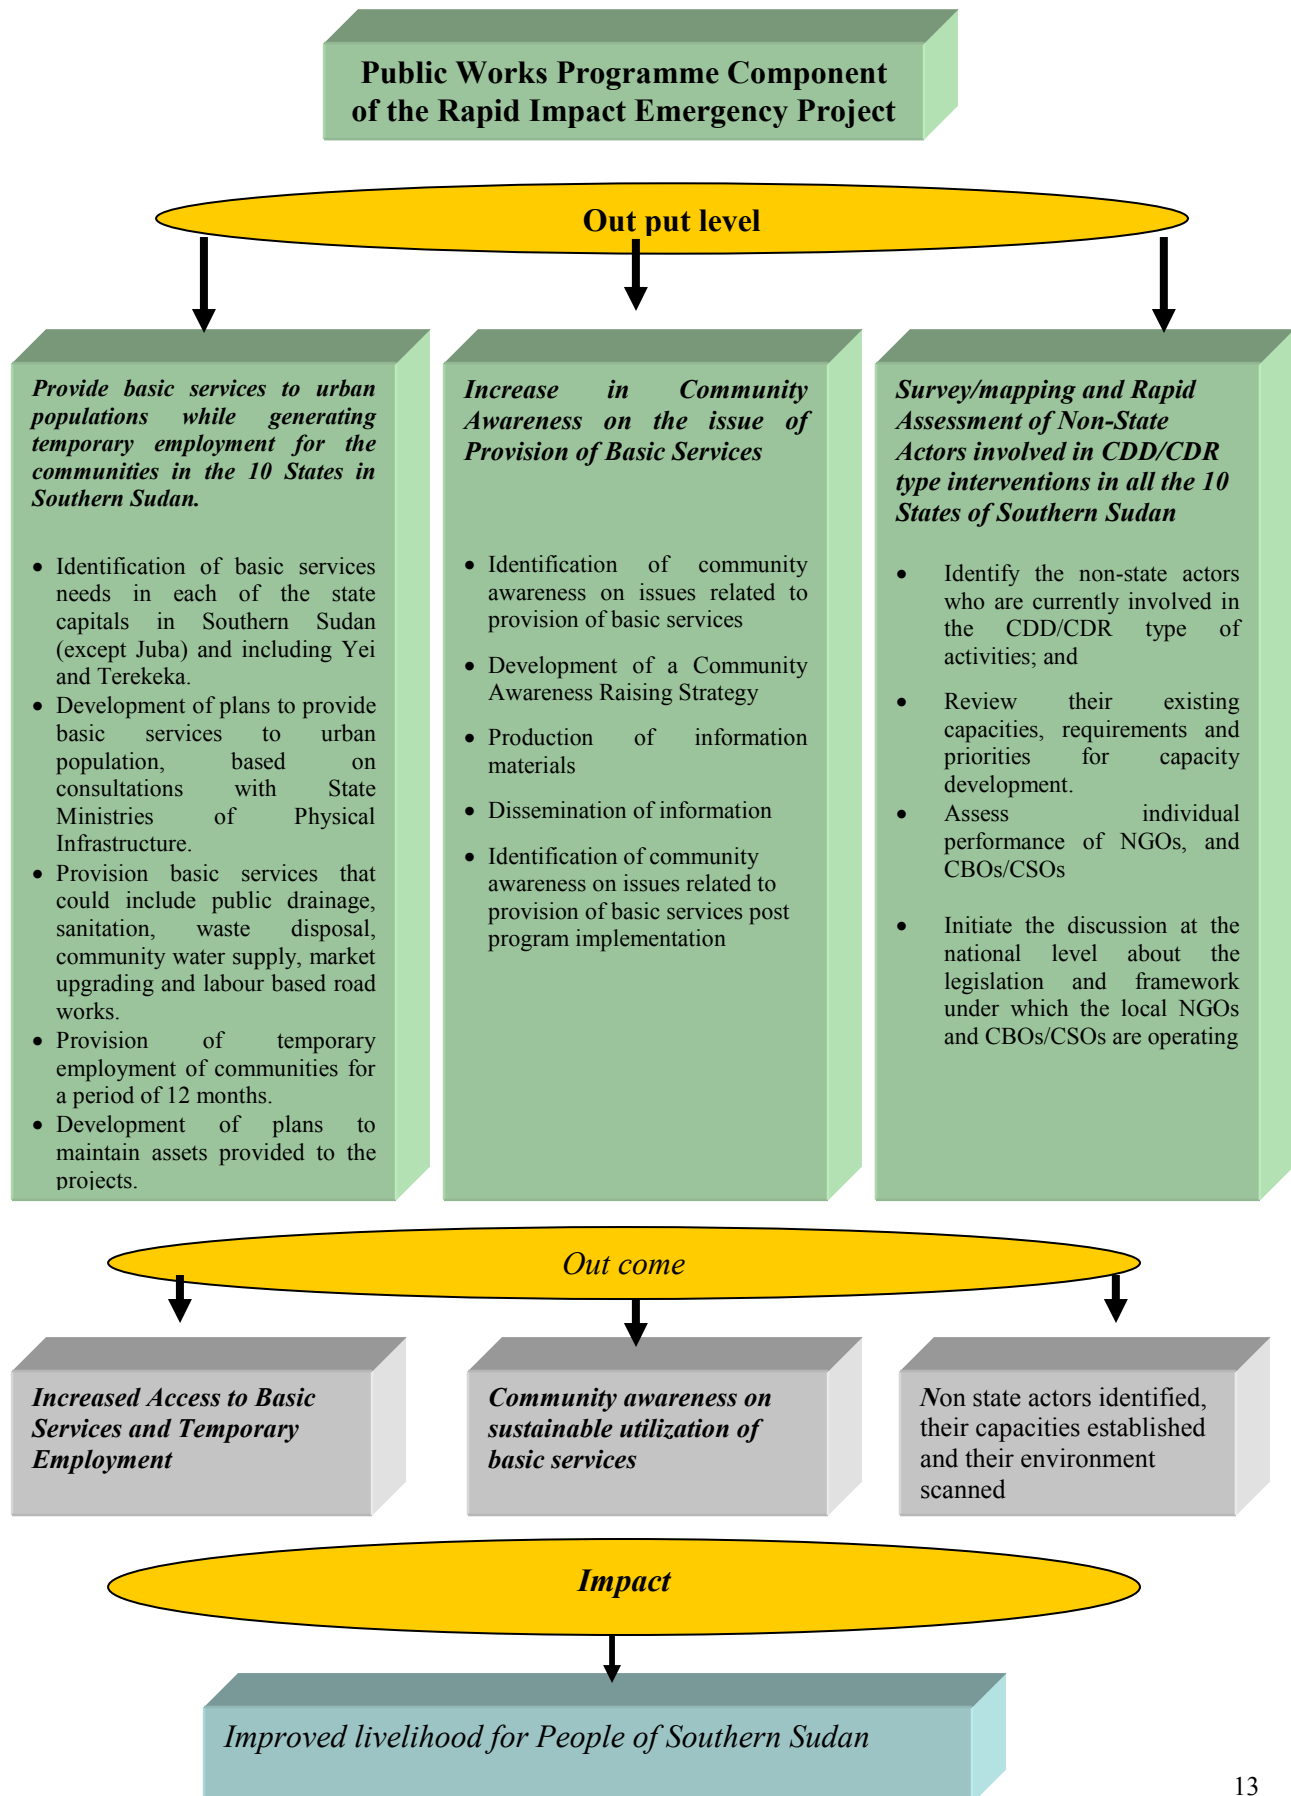 Public Works Programme Component
of the Rapid Impact Emergency Project
Out put level
Provide basic services to urban
populations while generating
temporary employment for the
communities in the 10 States in
Southern Sudan.
• Identification of basic services
needs in each of the state
capitals in Southern Sudan
(except Juba) and including Yei
and Terekeka.
• Development of plans to provide
basic services to urban
population, based on
consultations with State
Ministries of Physical
Infrastructure.
• Provision basic services that
could include public drainage,
sanitation, waste disposal,
community water supply, market
upgrading and labour based road
works.
• Provision of temporary
employment of communities for
a period of 12 months.
• Development of plans to
maintain assets provided to the
projects.
Increase in Community
Awareness on the issue of
Provision of Basic Services
• Identification of community
awareness on issues related to
provision of basic services
• Development of a Community
Awareness Raising Strategy
• Production of information
materials
• Dissemination of information
• Identification of community
awareness on issues related to
provision of basic services post
program implementation
Survey/mapping and Rapid
Assessment of Non-State
Actors involved in CDD/CDR
type interventions in all the 10
States of Southern Sudan
• Identify the non-state actors
who are currently involved in
the CDD/CDR type of
activities; and
• Review their existing
capacities, requirements and
priorities for capacity
development.
• Assess individual
performance of NGOs, and
CBOs/CSOs
• Initiate the discussion at the
national level about the
legislation and framework
under which the local NGOs
and CBOs/CSOs are operating
Out come
Increased Access to Basic
Services and Temporary
Employment
Community awareness on
sustainable utilization of
basic services
Non state actors identified,
their capacities established
and their environment
scanned
Impact
Improved livelihood for People of Southern Sudan
13